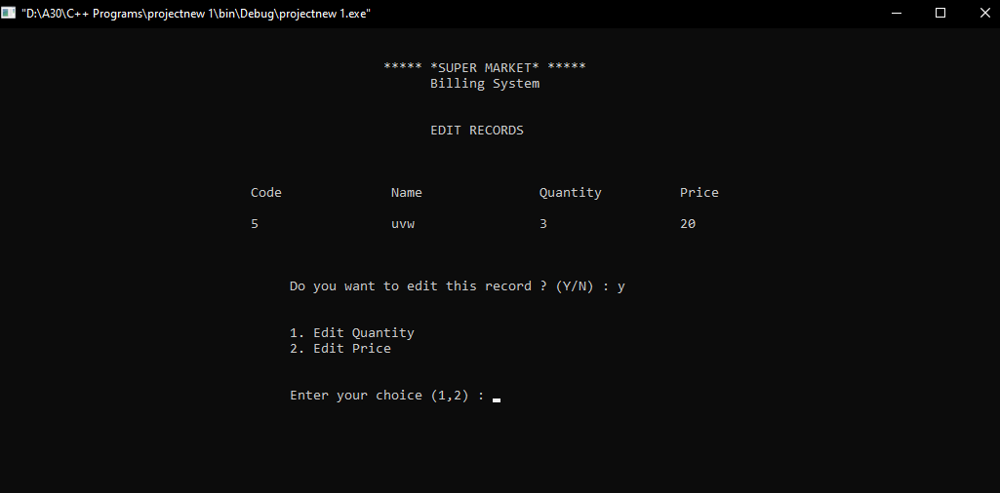 "D:\A30\C++ Programs\projectnew 1\bin\Debug\projectnew 1.exe"
***** *SUPER MARKET* *****
Billing System
EDIT RECORDS
Code Name Quantity Price
5 uvw 3 20
Do you want to edit this record ? (Y/N) : y
1. Edit Quantity
2. Edit Price
Enter your choice (1,2) :